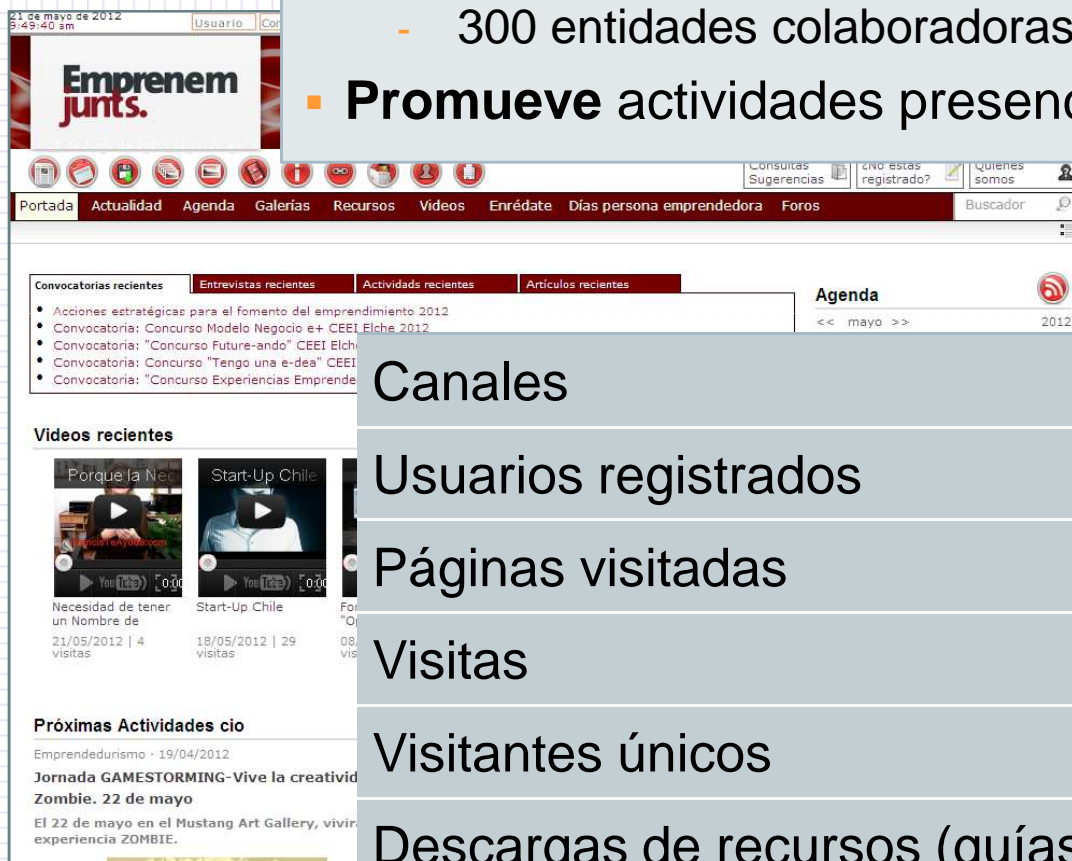 21 de mayo de 2012
9:49:40 am
Usuario
Emprenem
junts.
- 300 entidades colaboradoras
Promueve actividades presenc
Consultas
Sugerencias
¿No estás
registrado?
Quiénes
somos
Portada Actualidad Agenda Galerías Recursos Videos Enrédate Días persona emprendedora Foros Buscador
Convocatorias recientes Entrevistas recientes Actividads recientes Artículos recientes
• Acciones estratégicas para el fomento del emprendimiento 2012
• Convocatoria: Concurso Modelo Negocio e+ CEEI Elche 2012
• Convocatoria: "Concurso Future-ando" CEEI Elch
• Convocatoria: Concurso "Tengo una e-dea" CEEI
• Convocatoria: "Concurso Experiencias Emprende
Agenda
<< mayo >> 2012
Videos recientes
Porque la Nec
Start-Up Chile
Necesidad de tener
un Nombre de
21/05/2012 | 4
visitas
Start-Up Chile
18/05/2012 | 29
visitas
Próximas Actividades cio
Emprendedurismo · 19/04/2012
Jornada GAMESTORMING-Vive la creativid
Zombie. 22 de mayo
El 22 de mayo en el Mustang Art Gallery, vivir
experiencia ZOMBIE.
Canales
Usuarios registrados
Páginas visitadas
Visitas
Visitantes únicos
Descargas de recursos (guías